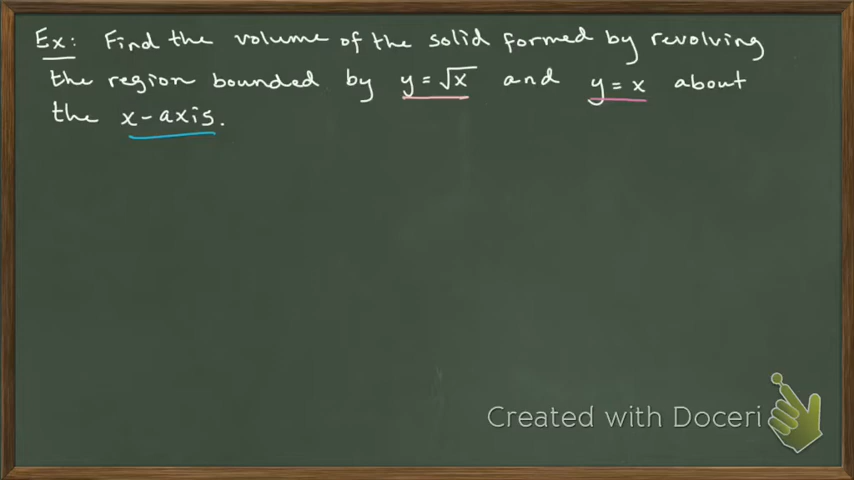 Ex: Find the volume of the solid formed by revolving
the region bounded by y = √x and y = x about
the x-axis.
Created with Doceri